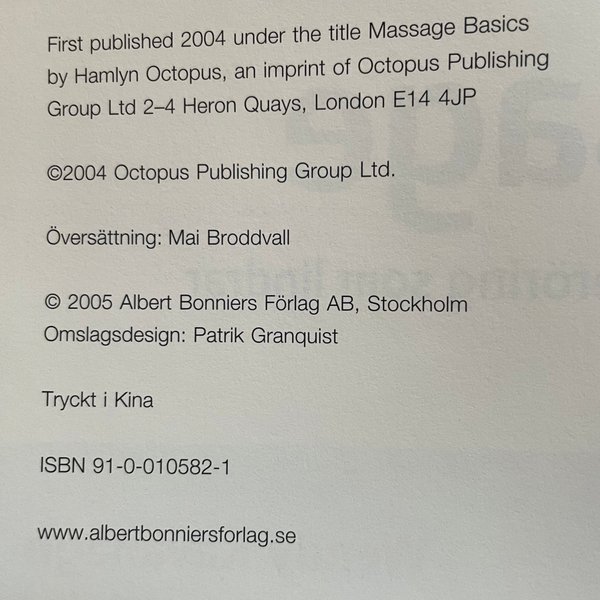 First published 2004 under the title Massage Basics
by Hamlyn Octopus, an imprint of Octopus Publishing
Group Ltd 2–4 Heron Quays, London E14 4JP
©2004 Octopus Publishing Group Ltd.
Översättning: Mai Broddvall
© 2005 Albert Bonniers Förlag AB, Stockholm
Omslagsdesign: Patrik Granquist
Tryckt i Kina
ISBN 91-0-010582-1
www.albertbonniersforlag.se